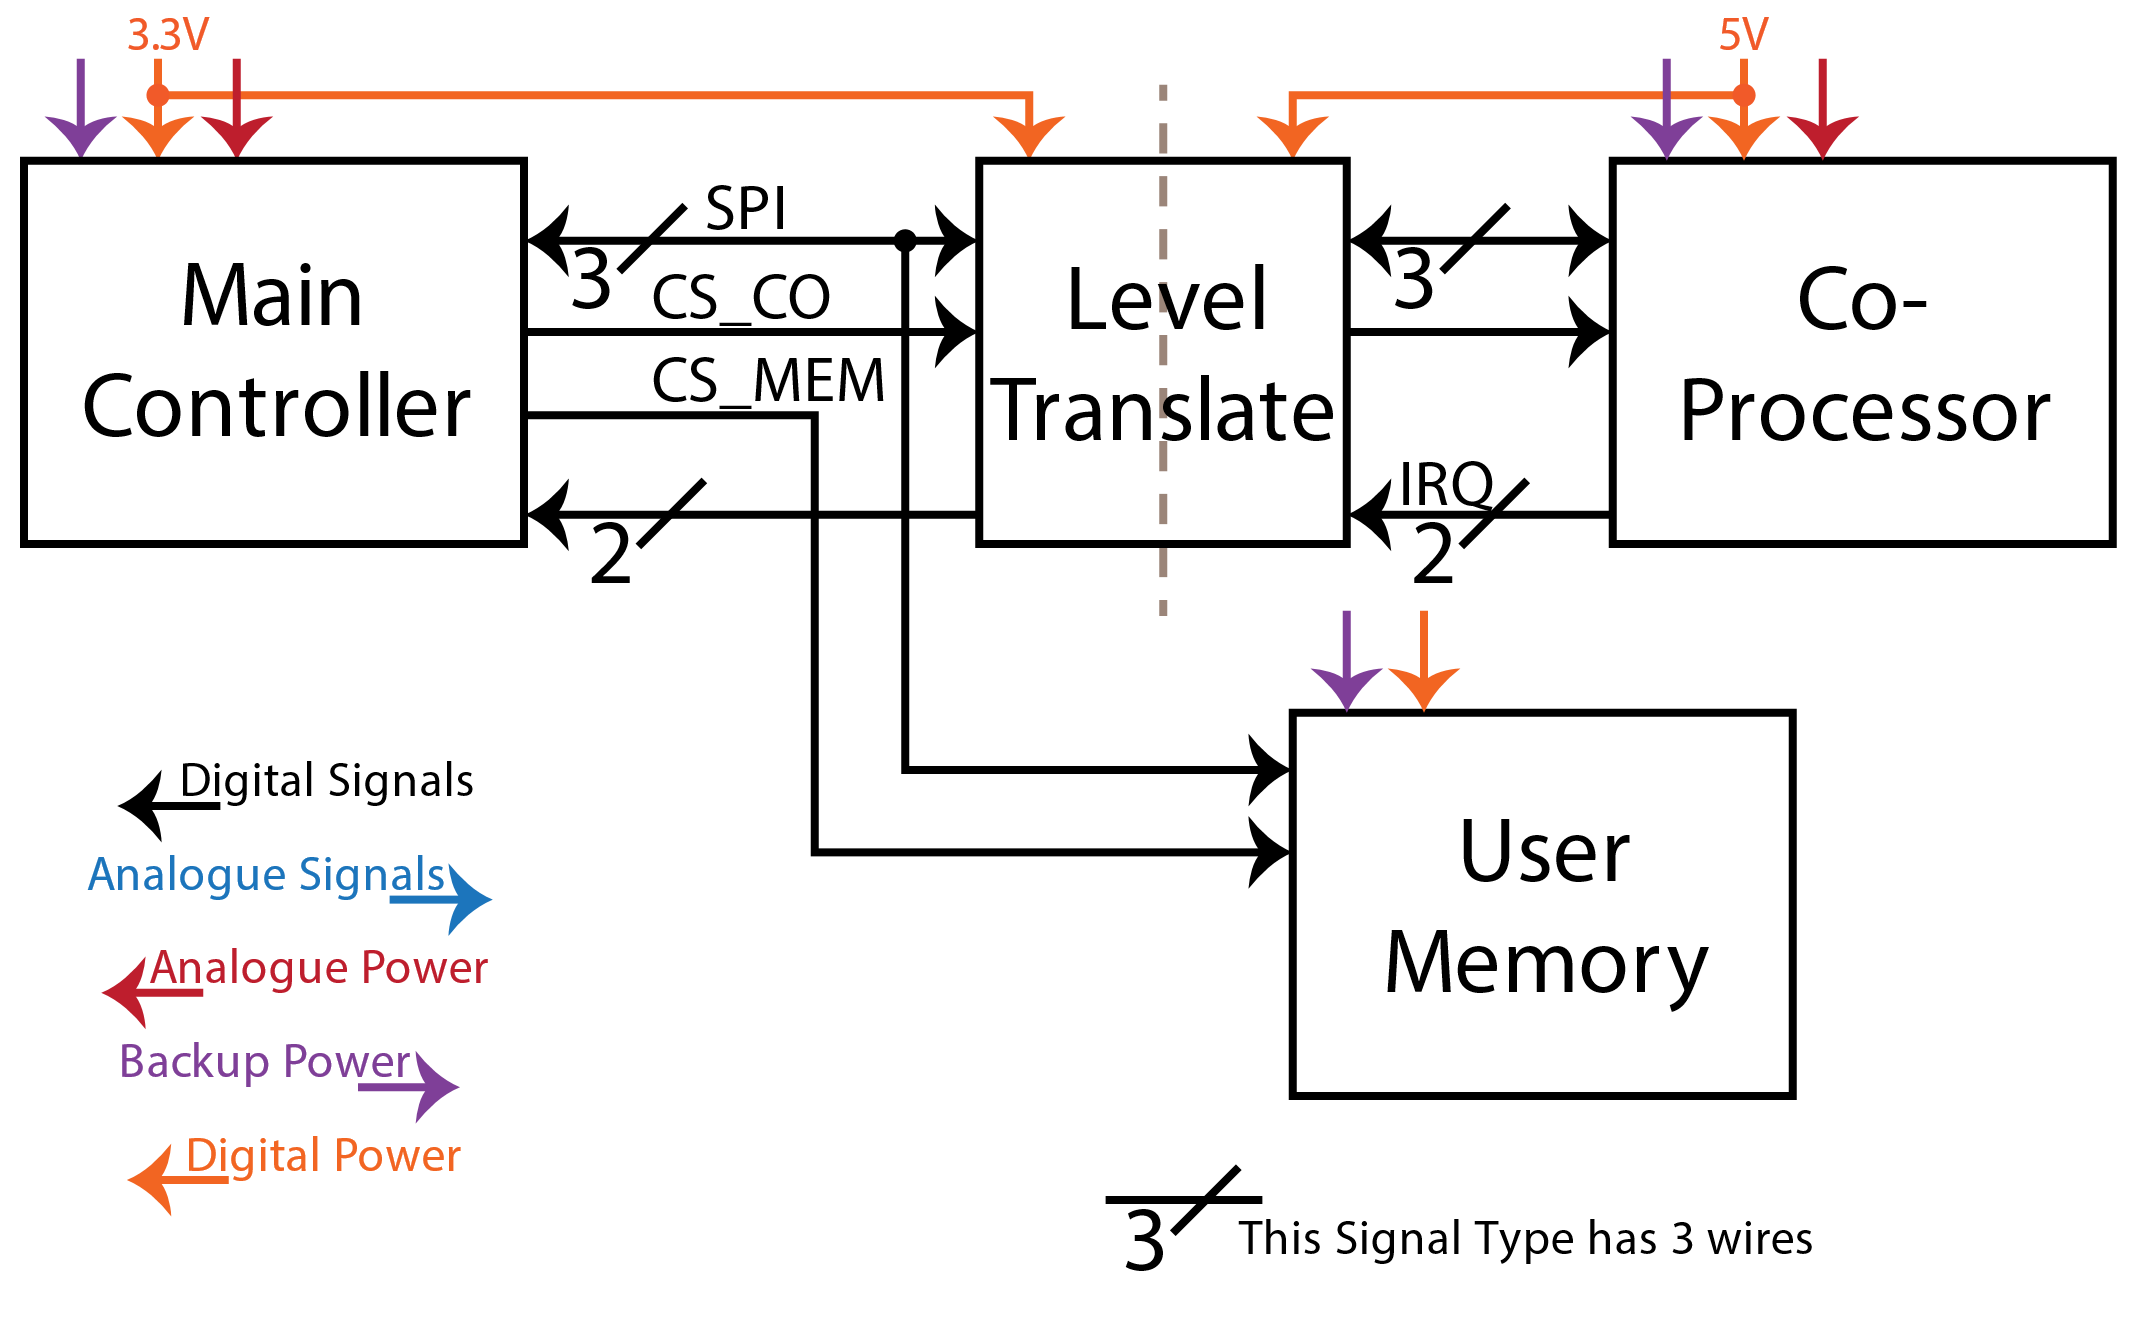 3.3V
5V
SPI
3
3
CS_CO
CS_MEM
Main
Controller
Level
Translate
Co-
Processor
IRQ
2
2
User
Memory
Digital Signals
Analogue Signals
Analogue Power
Backup Power
Digital Power
3
This Signal Type has 3 wires